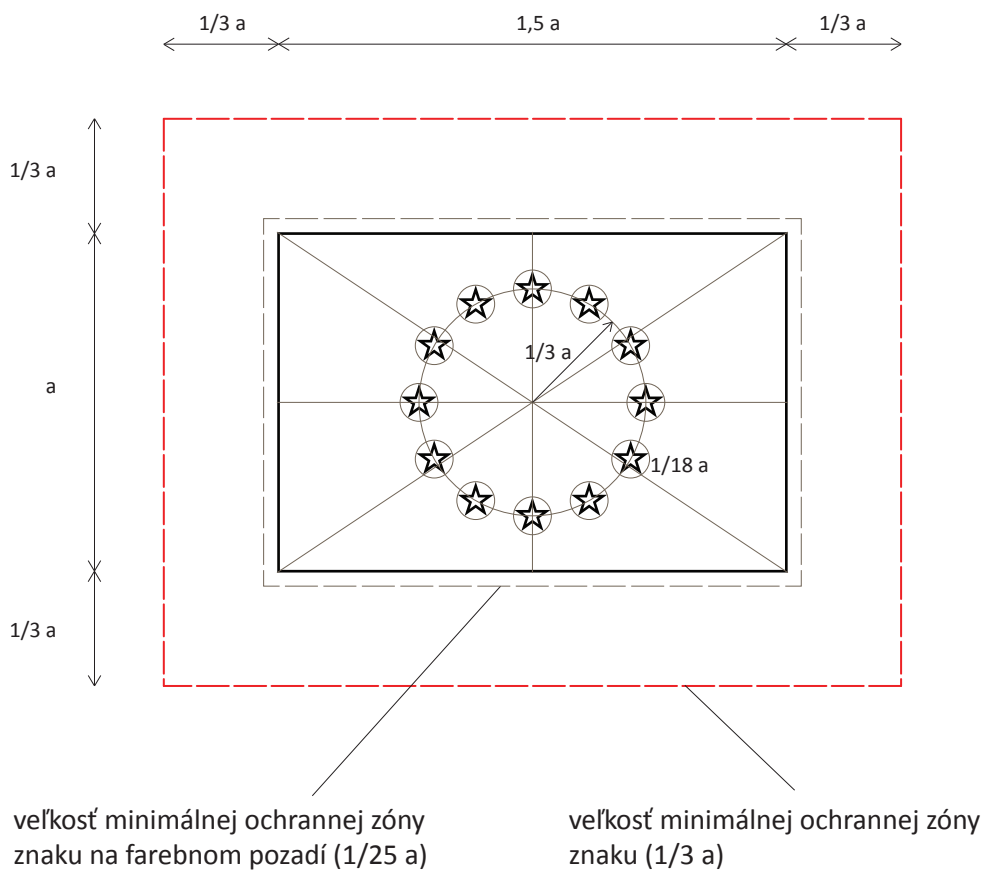 1/3 a
1,5 a
1/3 a
1/3 a
1/3 a
a
1/18 a
1/3 a
veľkosť minimálnej ochrannej zóny
znaku na farebnom pozadí (1/25 a)
veľkosť minimálnej ochrannej zóny
znaku (1/3 a)